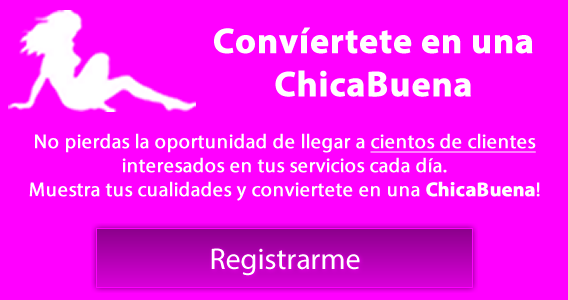 Convíertete en una
ChicaBuena
No pierdas la oportunidad de llegar a cientos de clientes
interesados en tus servicios cada día.
Muestra tus cualidades y conviertete en una ChicaBuena!
Registrarme